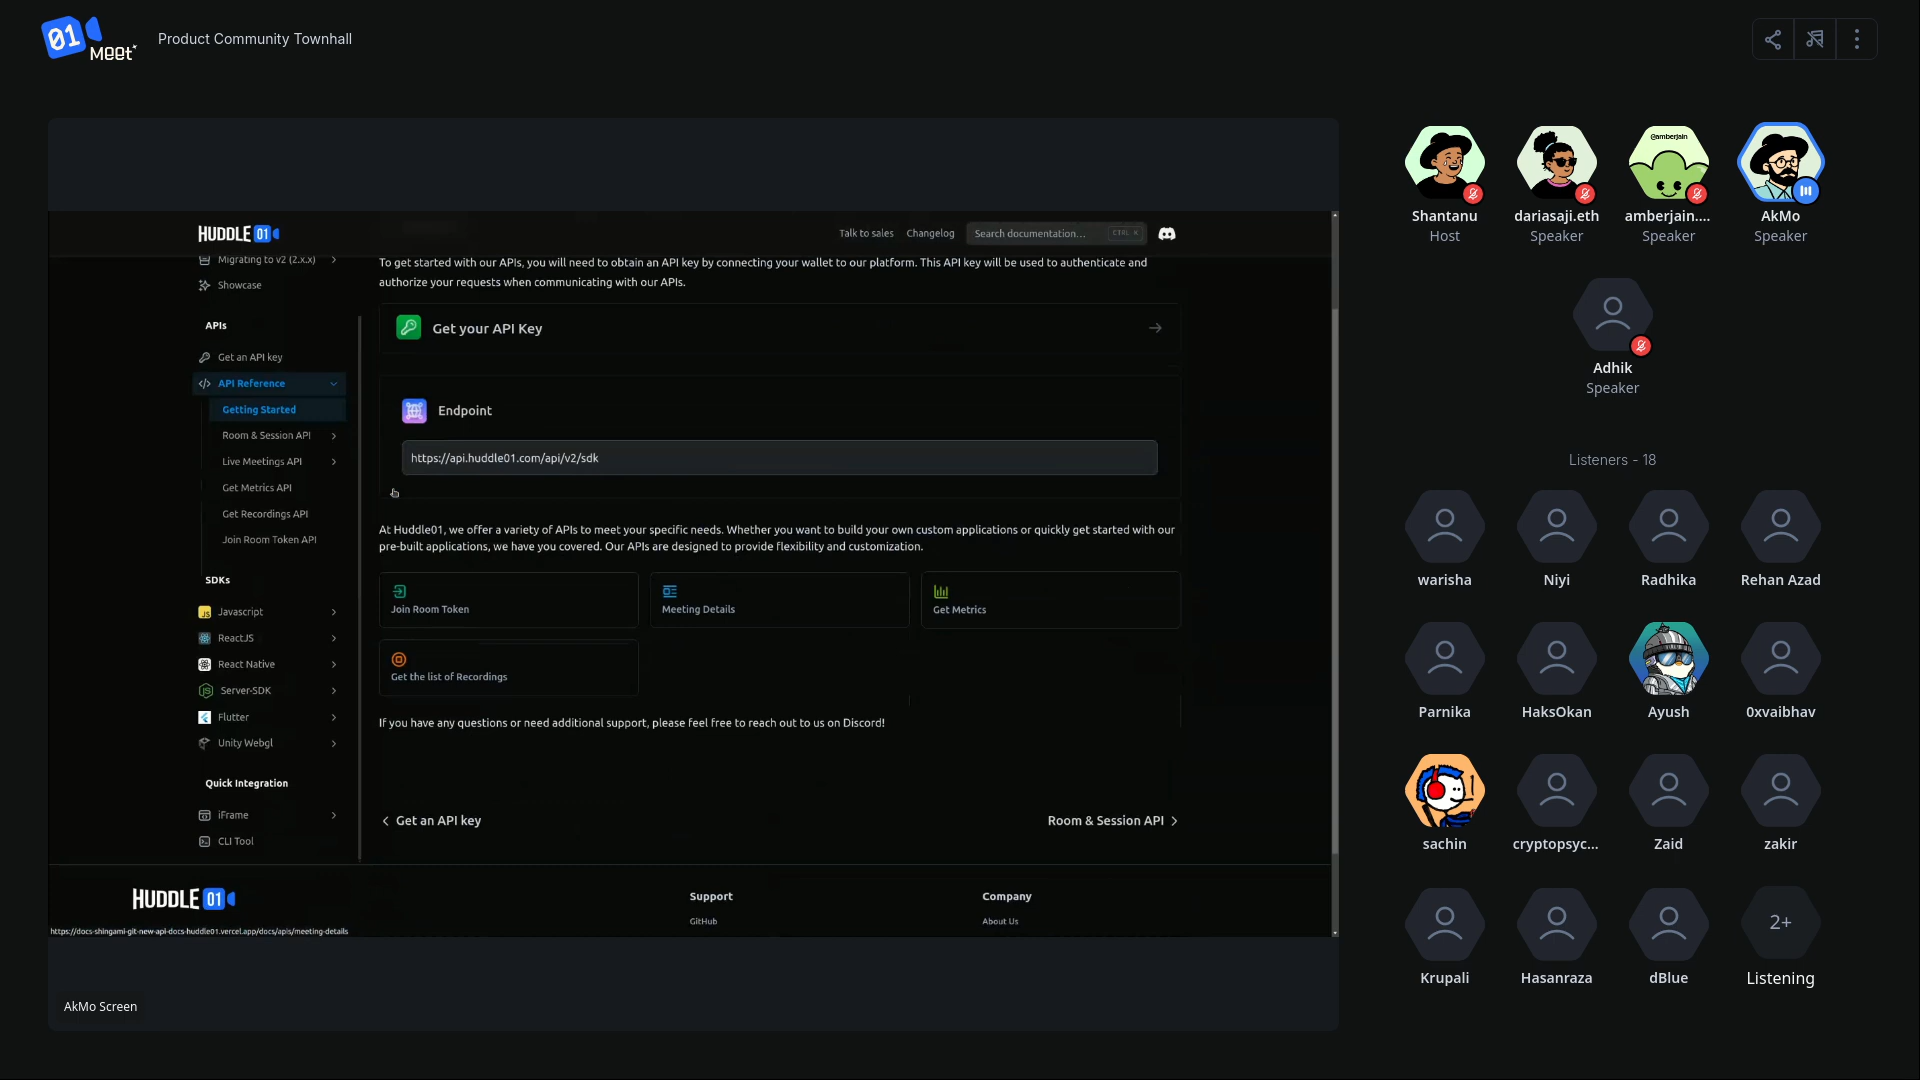 01 Meet
Product Community Townhall
HUDDLE 01
Talk to sales
Changelog
Search documentation...
CTRL K
Migrating to v2 (2.x.x)
Showcase
APIs
Get an API key
API Reference
Getting Started
Room & Session API
Live Meetings API
Get Metrics API
Get Recordings API
Join Room Token API
SDKs
Javascript
ReactJS
React Native
Server-SDK
Flutter
Unity Webgl
Quick Integration
iFrame
CLI Tool
To get started with our APIs, you will need to obtain an API key by connecting your wallet to our platform. This API key will be used to authenticate and
authorize your requests when communicating with our APIs.
Get your API Key
Endpoint
https://api.huddle01.com/api/v2/sdk
At Huddle01, we offer a variety of APIs to meet your specific needs. Whether you want to build your own custom applications or quickly get started with our
pre-built applications, we have you covered. Our APIs are designed to provide flexibility and customization.
Join Room Token
Meeting Details
Get Metrics
Get the list of Recordings
If you have any questions or need additional support, please feel free to reach out to us on Discord!
Get an API key
Room & Session API
HUDDLE 01
Support
GitHub
Company
About Us
https://docs-shingami-git-new-api-docs-huddle01.vercel.app/docs/apis/meeting-details
AkMo Screen
@amberjain
Shantanu
Host
dariasaji.eth
Speaker
amberjain....
Speaker
AkMo
Speaker
Adhik
Speaker
Listeners - 18
warisha
Niyi
Radhika
Rehan Azad
Parnika
HaksOkan
Ayush
0xvaibhav
sachin
cryptopsyc...
Zaid
zakir
Krupali
Hasanraza
dBlue
2+
Listening